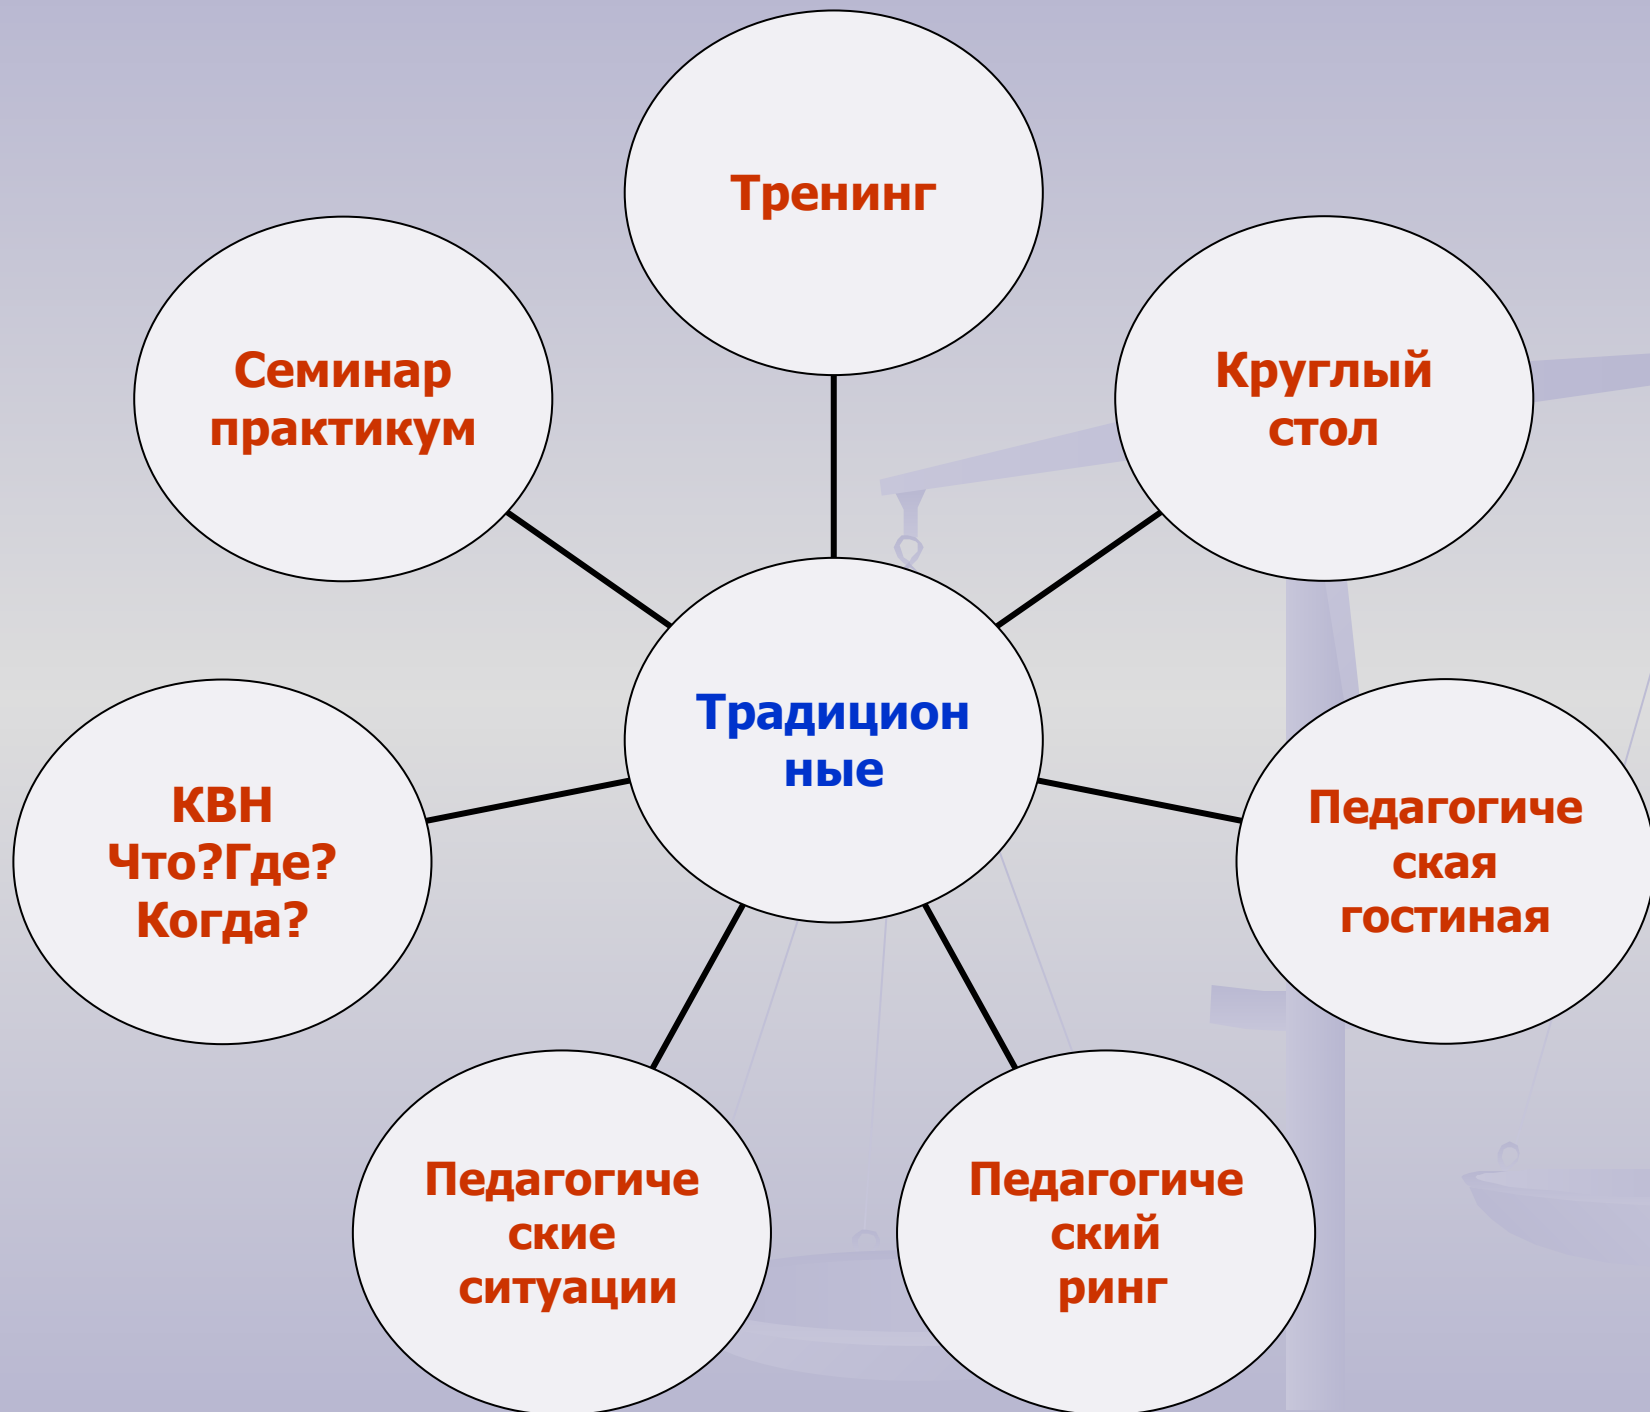 Тренинг
Семинар
практикум
Круглый
стол
Традицион
ные
КВН
Что?Где?
Когда?
Педагогиче
ская
гостиная
Педагогиче
ские
ситуации
Педагогиче
ский
ринг